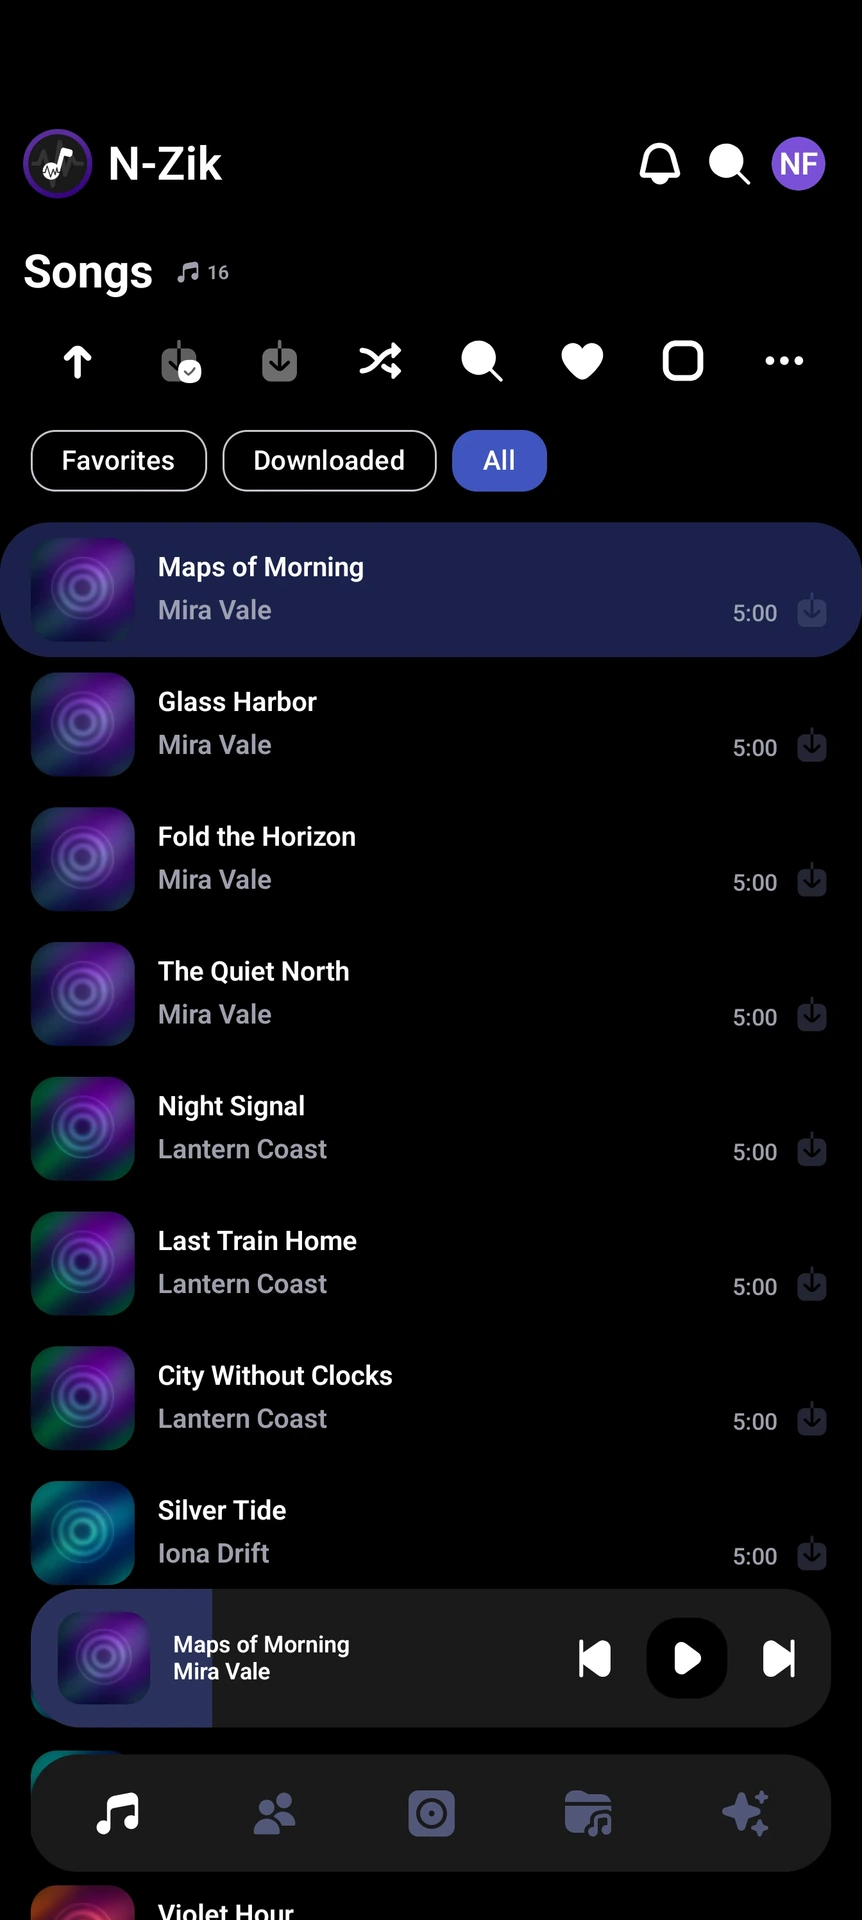 N-Zik
NF
Songs
16
Favorites
Downloaded
All
Maps of Morning
Mira Vale
5:00
Glass Harbor
Mira Vale
5:00
Fold the Horizon
Mira Vale
5:00
The Quiet North
Mira Vale
5:00
Night Signal
Lantern Coast
5:00
Last Train Home
Lantern Coast
5:00
City Without Clocks
Lantern Coast
5:00
Silver Tide
Iona Drift
5:00
Maps of Morning
Mira Vale
Violet Hour